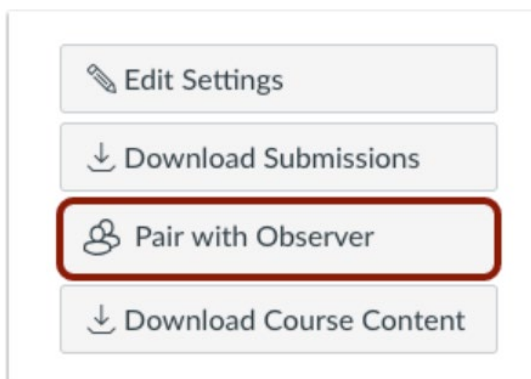 Edit Settings
Download Submissions
Pair with Observer
Download Course Content